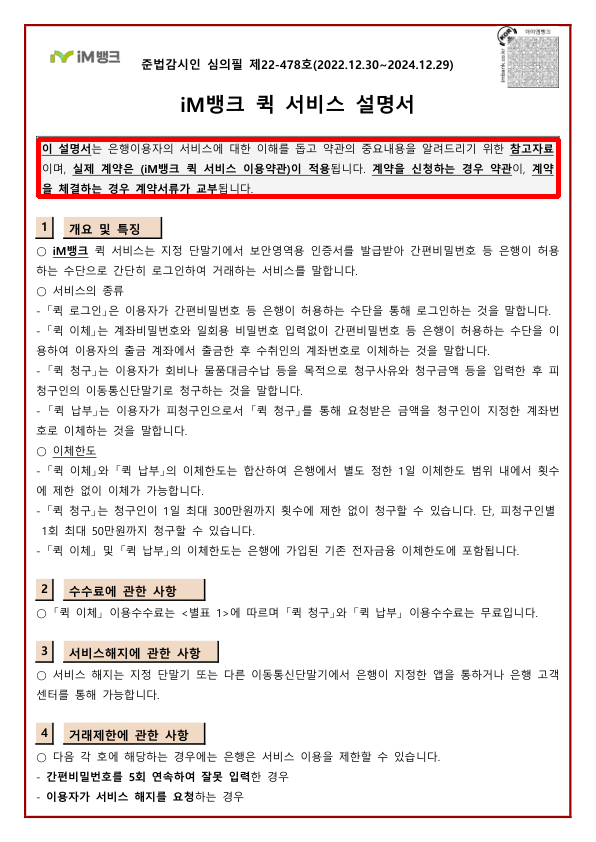 iM뱅크
준법감시인 심의필 제22-478호(2022.12.30~2024.12.29)
아이엠뱅크
imbank.co.kr
iM뱅크 퀵 서비스 설명서
이 설명서는 은행이용자의 서비스에 대한 이해를 돕고 약관의 중요내용을 알려드리기 위한 참고자료
이며, 실제 계약은 (iM뱅크 퀵 서비스 이용약관)이 적용됩니다. 계약을 신청하는 경우 약관이, 계약
을 체결하는 경우 계약서류가 교부됩니다.
1 개요 및 특징
○ iM뱅크 퀵 서비스는 지정 단말기에서 보안영역용 인증서를 발급받아 간편비밀번호 등 은행이 허용
하는 수단으로 간단히 로그인하여 거래하는 서비스를 말합니다.
○ 서비스의 종류
- 「퀵 로그인」은 이용자가 간편비밀번호 등 은행이 허용하는 수단을 통해 로그인하는 것을 말합니다.
- 「퀵 이체」는 계좌비밀번호와 일회용 비밀번호 입력없이 간편비밀번호 등 은행이 허용하는 수단을 이
용하여 이용자의 출금 계좌에서 출금한 후 수취인의 계좌번호로 이체하는 것을 말합니다.
- 「퀵 청구」는 이용자가 회비나 물품대금수납 등을 목적으로 청구사유와 청구금액 등을 입력한 후 피
청구인의 이동통신단말기로 청구하는 것을 말합니다.
- 「퀵 납부」는 이용자가 피청구인으로서 「퀵 청구」를 통해 요청받은 금액을 청구인이 지정한 계좌번
호로 이체하는 것을 말합니다.
○ 이체한도
- 「퀵 이체」와 「퀵 납부」의 이체한도는 합산하여 은행에서 별도 정한 1일 이체한도 범위 내에서 횟수
에 제한 없이 이체가 가능합니다.
- 「퀵 청구」는 청구인이 1일 최대 300만원까지 횟수에 제한 없이 청구할 수 있습니다. 단, 피청구인별
1회 최대 50만원까지 청구할 수 있습니다.
- 「퀵 이체」 및 「퀵 납부」의 이체한도는 은행에 가입된 기존 전자금융 이체한도에 포함됩니다.
2 수수료에 관한 사항
○ 「퀵 이체」 이용수수료는 <별표 1>에 따르며 「퀵 청구」와 「퀵 납부」 이용수수료는 무료입니다.
3 서비스해지에 관한 사항
○ 서비스 해지는 지정 단말기 또는 다른 이동통신단말기에서 은행이 지정한 앱을 통하거나 은행 고객
센터를 통해 가능합니다.
4 거래제한에 관한 사항
○ 다음 각 호에 해당하는 경우에는 은행은 서비스 이용을 제한할 수 있습니다.
- 간편비밀번호를 5회 연속하여 잘못 입력한 경우
- 이용자가 서비스 해지를 요청하는 경우